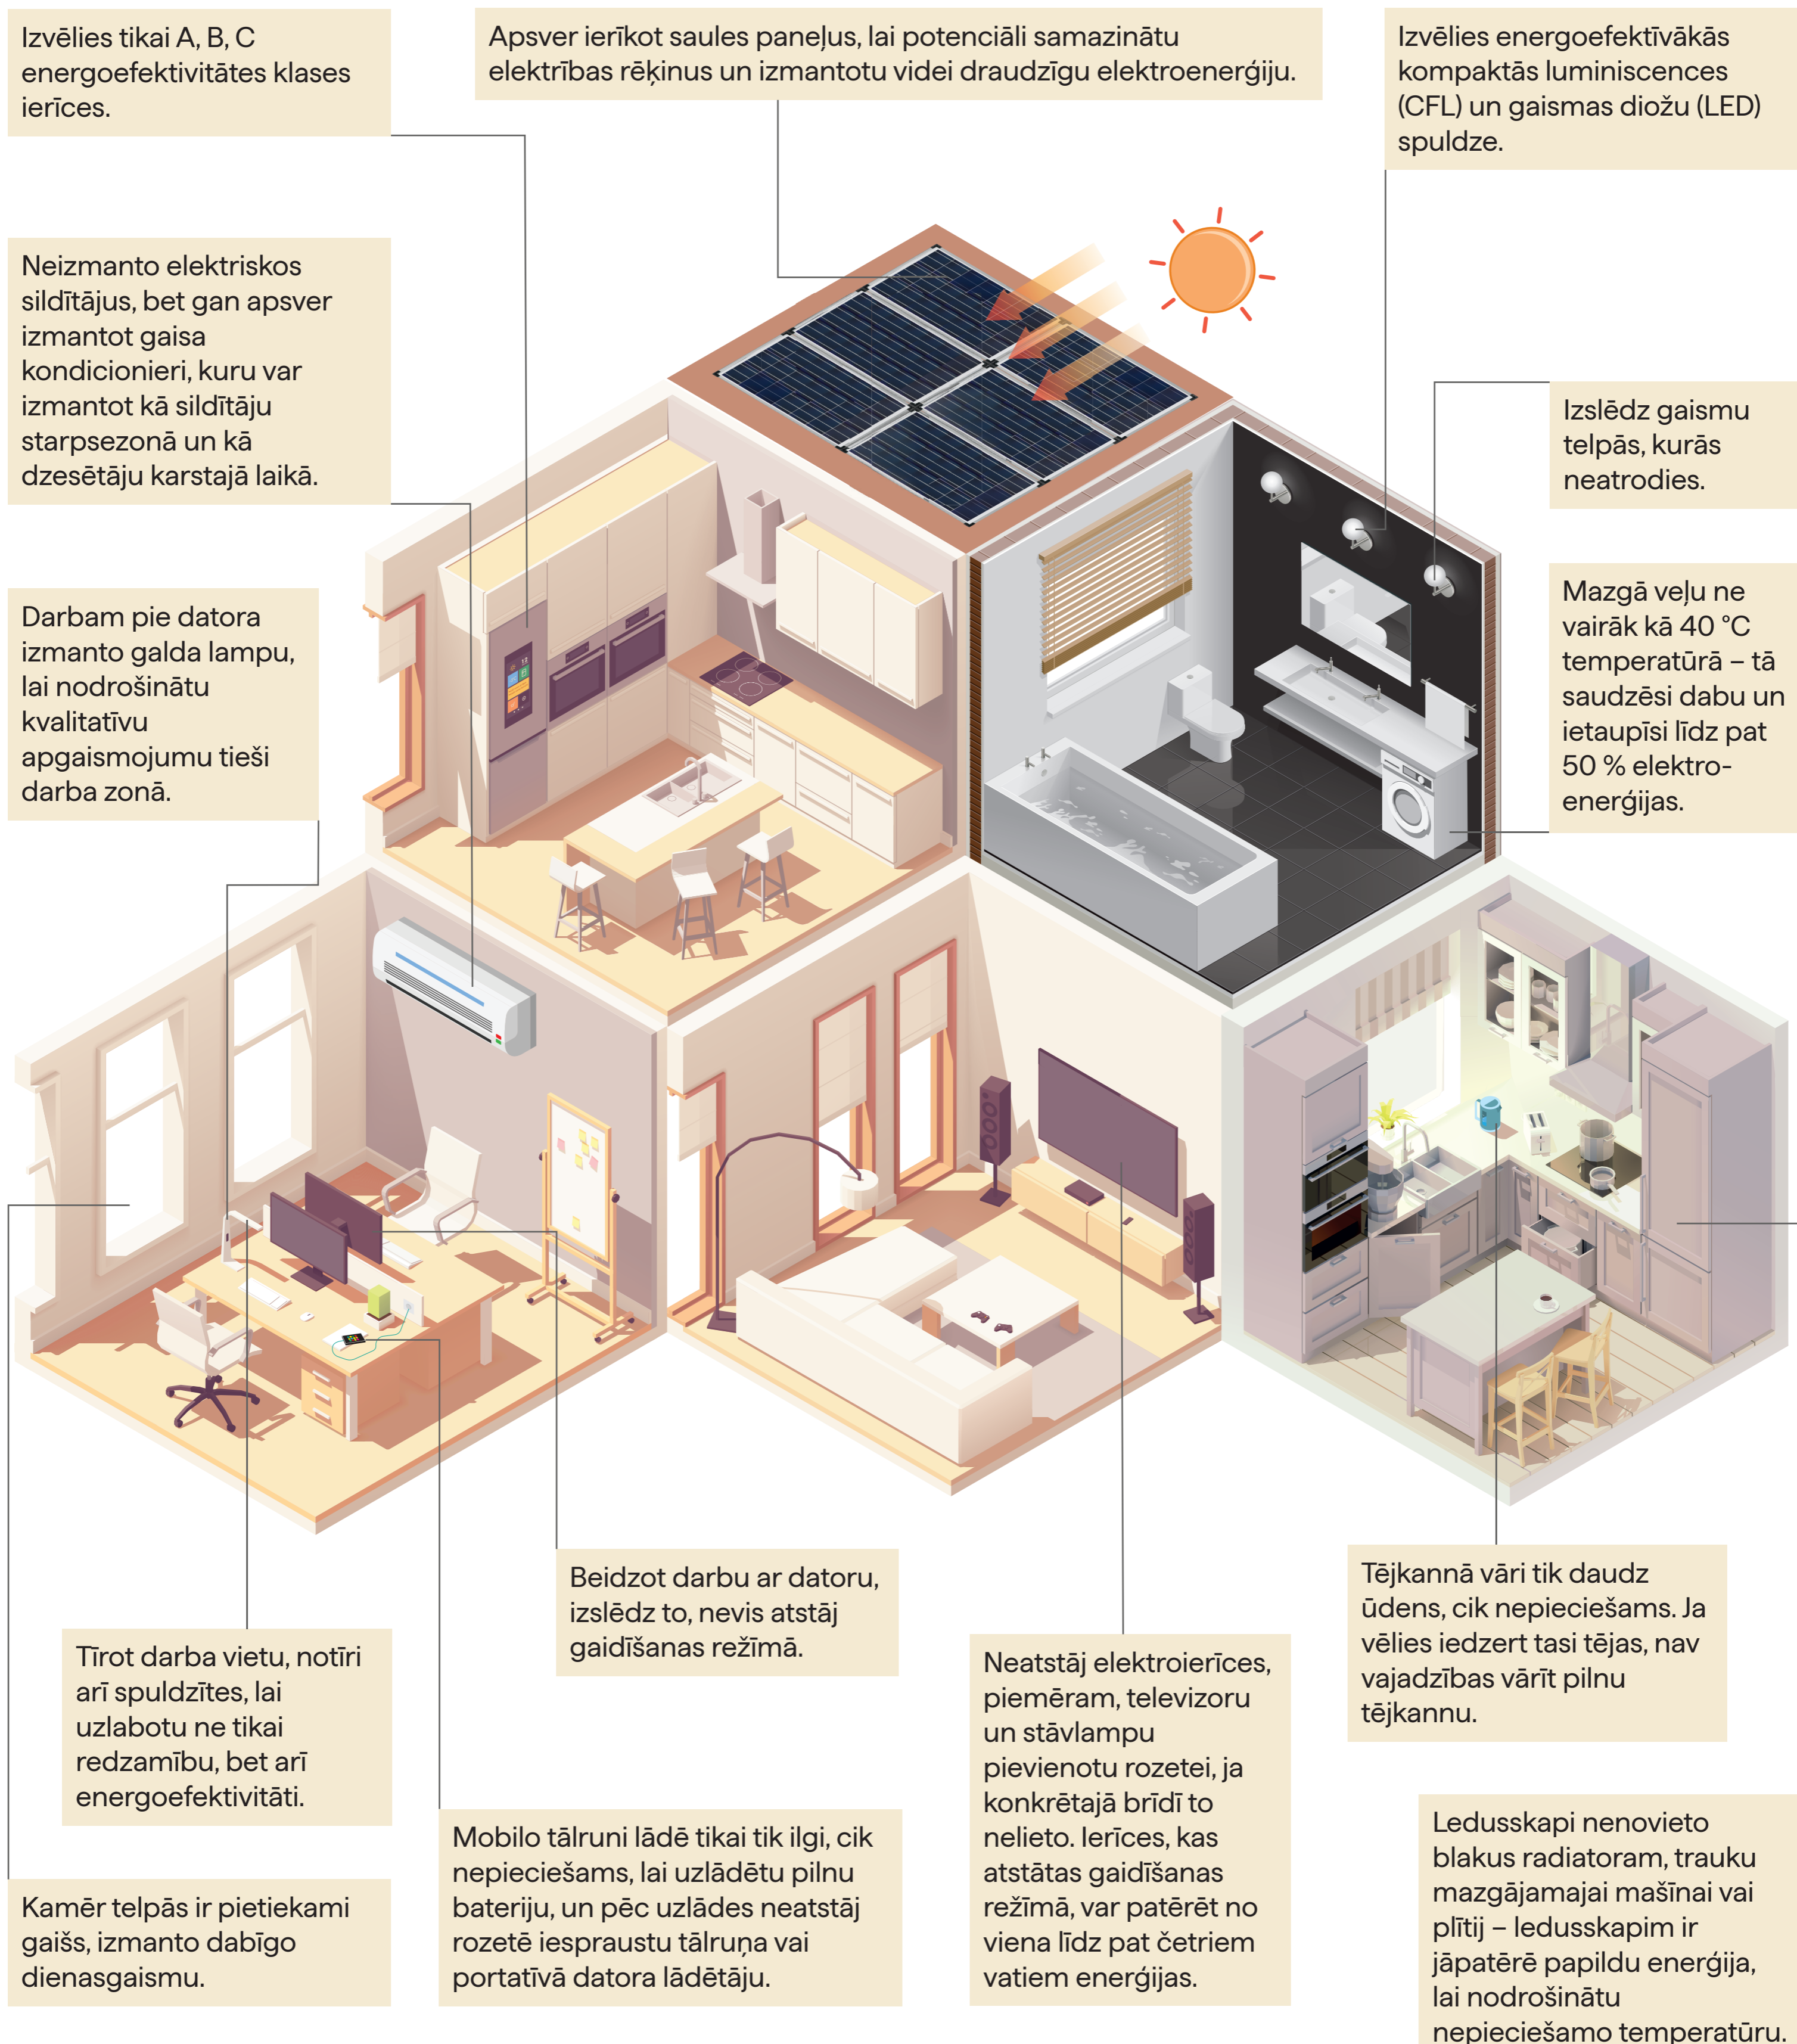 Izvēlies tikai A, B, C
energoefektivitātes klases
ierīces.
Apsver ierīkot saules paneļus, lai potenciāli samazinātu
elektrības rēķinus un izmantotu videi draudzīgu elektroenerģiju.
Izvēlies energoefektīvākās
kompaktās luminiscences
(CFL) un gaismas diožu (LED)
spuldze.
Neizmanto elektriskos
sildītājus, bet gan apsver
izmantot gaisa
kondicionieri, kuru var
izmantot kā sildītāju
starpsezonā un kā
dzesētāju karstajā laikā.
Izslēdz gaismu
telpās, kurās
neatrodies.
Darbam pie datora
izmanto galda lampu,
lai nodrošinātu
kvalitatīvu
apgaismojumu tieši
darba zonā.
Mazgā veļu ne
vairāk kā 40 °C
temperatūrā – tā
saudzēsi dabu un
ietaupīsi līdz pat
50 % elektro-
enerģijas.
Beidzot darbu ar datoru,
izslēdz to, nevis atstāj
gaidīšanas režīmā.
Tējkannā vāri tik daudz
ūdens, cik nepieciešams. Ja
vēlies iedzert tasi tējas, nav
vajadzības vārīt pilnu
tējkannu.
Tīrot darba vietu, notīri
arī spuldzītes, lai
uzlabotu ne tikai
redzamību, bet arī
energoefektivitāti.
Neatstāj elektroierīces,
piemēram, televizoru
un stāvlampu
pievienotu rozetei, ja
konkrētajā brīdī to
nelieto. Ierīces, kas
atstātas gaidīšanas
režīmā, var patērēt no
viena līdz pat četriem
vatiem enerģijas.
Kamēr telpās ir pietiekami
gaišs, izmanto dabīgo
dienasgaismu.
Mobilo tālruni lādē tikai tik ilgi, cik
nepieciešams, lai uzlādētu pilnu
bateriju, un pēc uzlādes neatstāj
rozetē iespraustu tālruņa vai
portatīvā datora lādētāju.
Ledusskapi nenovieto
blakus radiatoram, trauku
mazgājamajai mašīnai vai
plītij – ledusskapim ir
jāpatērē papildu enerģija,
lai nodrošinātu
nepieciešamo temperatūru.